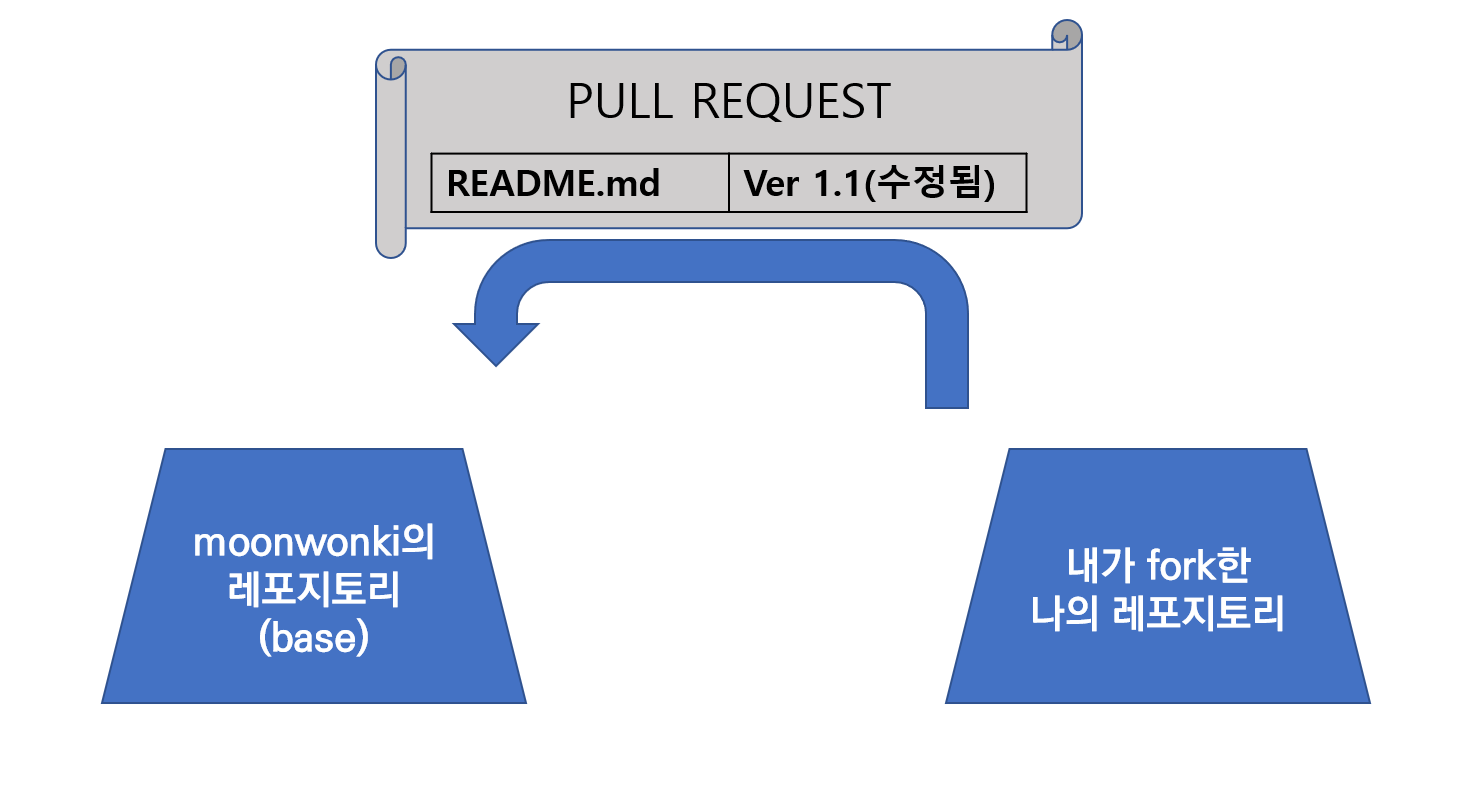 PULL REQUEST
README.md Ver 1.1(수정됨)
moonwonki의
레포지토리
(base)
내가 fork한
나의 레포지토리